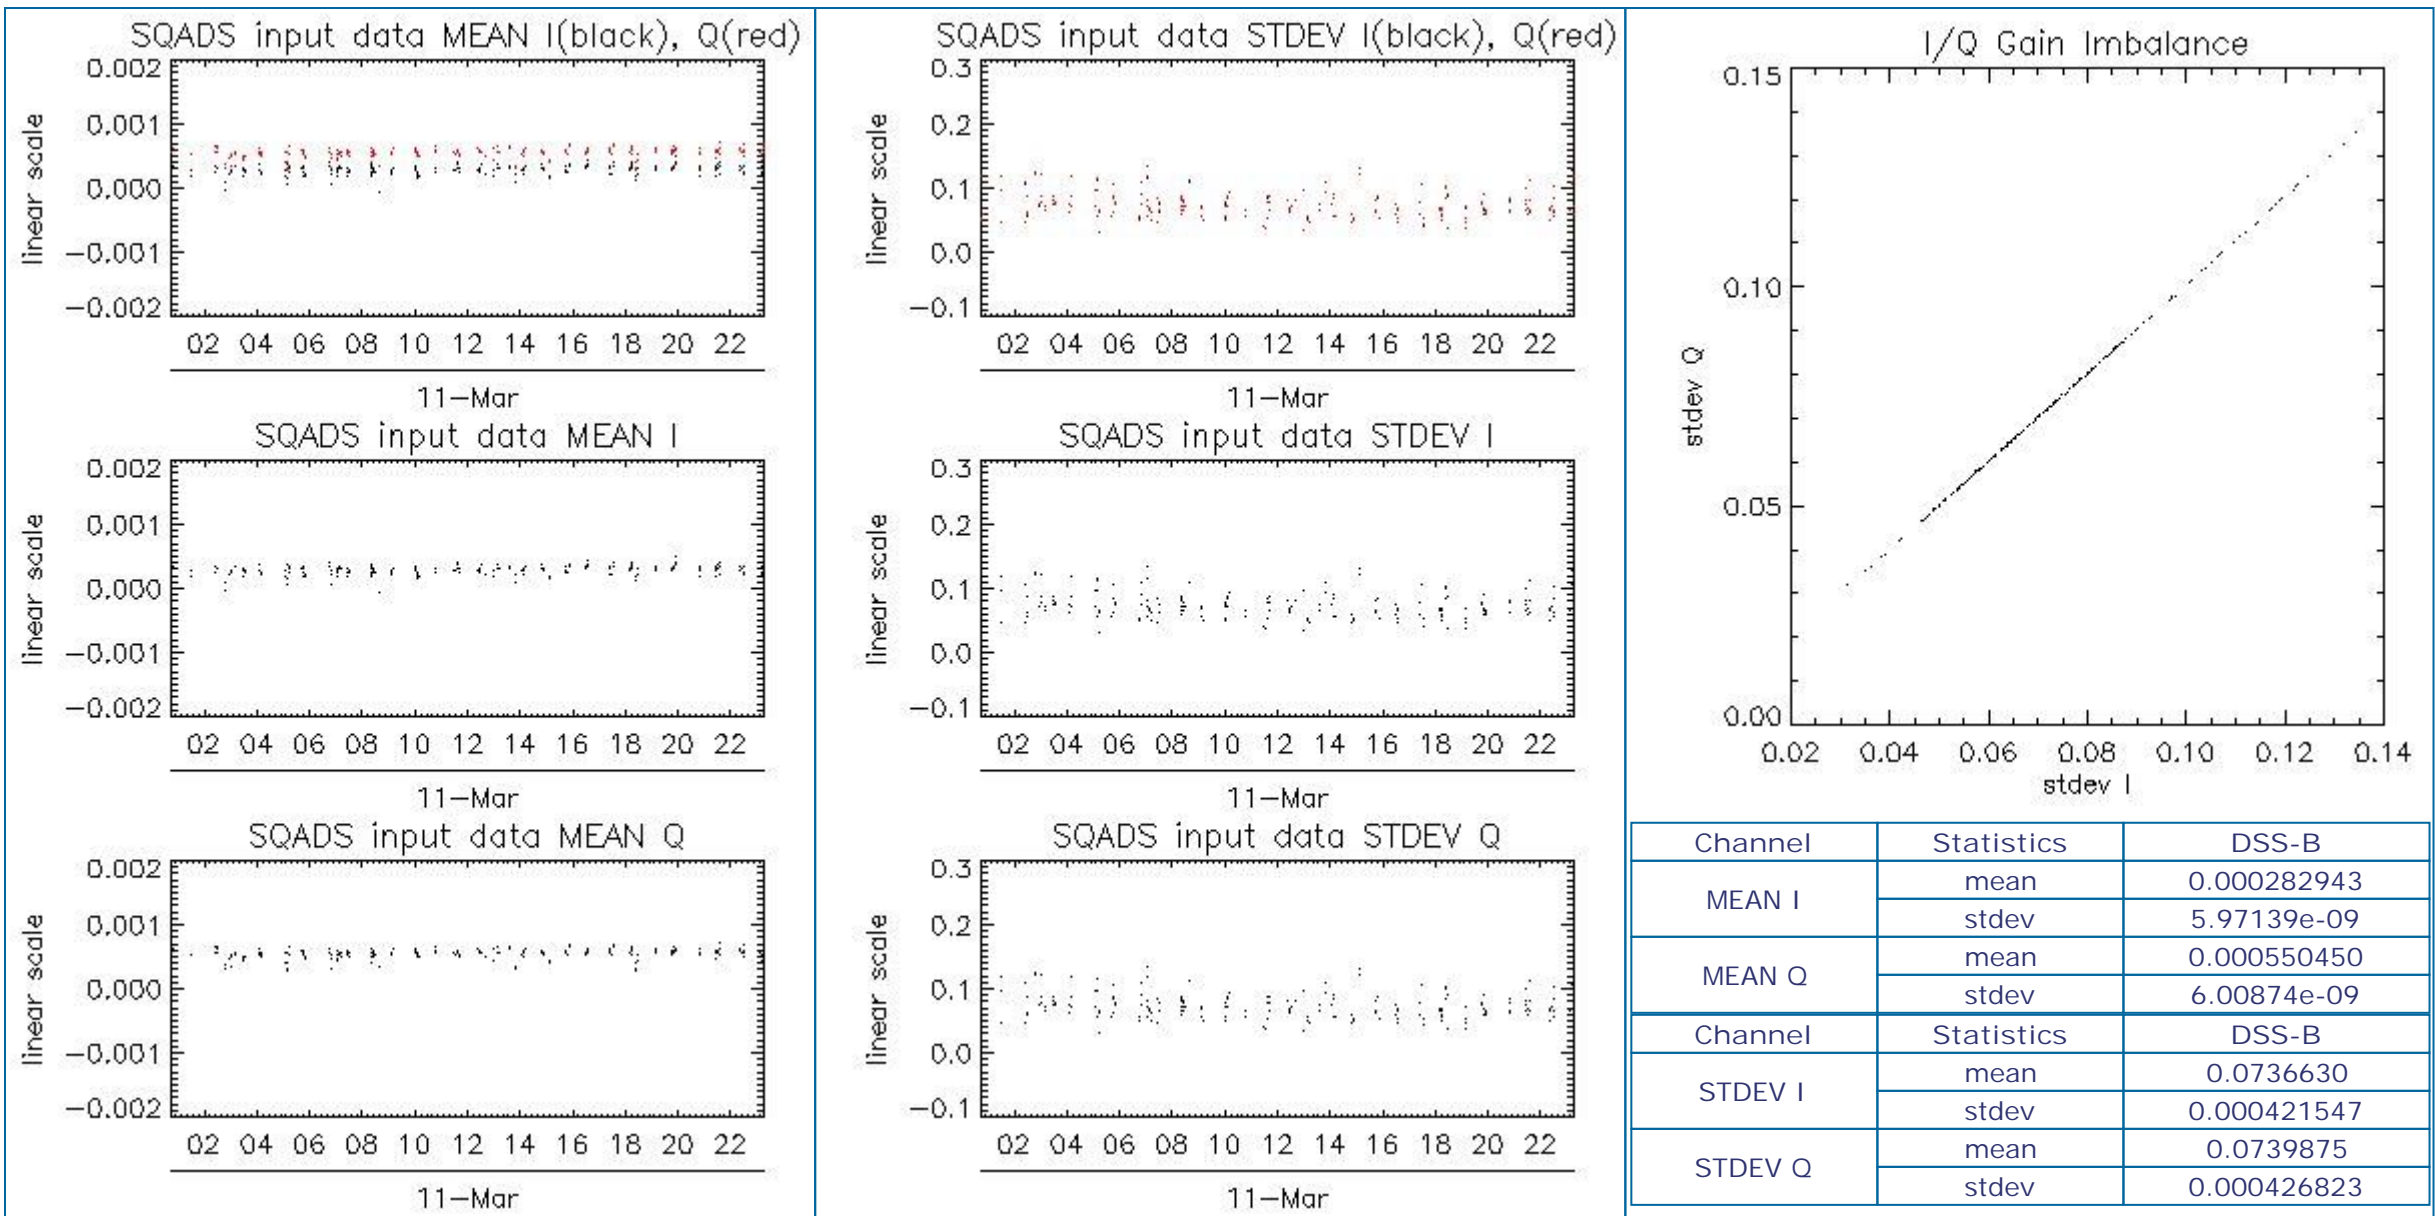 SQADS input data MEAN I(black), Q(red)
linear scale
0.002
0.001
0.000
−0.001
−0.002
02 04 06 08 10 12 14 16 18 20 22
11−Mar
SQADS input data MEAN I
linear scale
0.002
0.001
0.000
−0.001
−0.002
02 04 06 08 10 12 14 16 18 20 22
11−Mar
SQADS input data MEAN Q
linear scale
0.002
0.001
0.000
−0.001
−0.002
02 04 06 08 10 12 14 16 18 20 22
11−Mar
SQADS input data STDEV I(black), Q(red)
linear scale
0.3
0.2
0.1
0.0
−0.1
02 04 06 08 10 12 14 16 18 20 22
11−Mar
SQADS input data STDEV I
linear scale
0.3
0.2
0.1
0.0
−0.1
02 04 06 08 10 12 14 16 18 20 22
11−Mar
SQADS input data STDEV Q
linear scale
0.3
0.2
0.1
0.0
−0.1
02 04 06 08 10 12 14 16 18 20 22
11−Mar
I/Q Gain Imbalance
stdev Q
0.15
0.10
0.05
0.00
0.02 0.04 0.06 0.08 0.10 0.12 0.14
stdev I
Channel Statistics DSS-B
MEAN I mean 0.000282943
stdev 5.97139e-09
MEAN Q mean 0.000550450
stdev 6.00874e-09
Channel Statistics DSS-B
STDEV I mean 0.0736630
stdev 0.000421547
STDEV Q mean 0.0739875
stdev 0.000426823